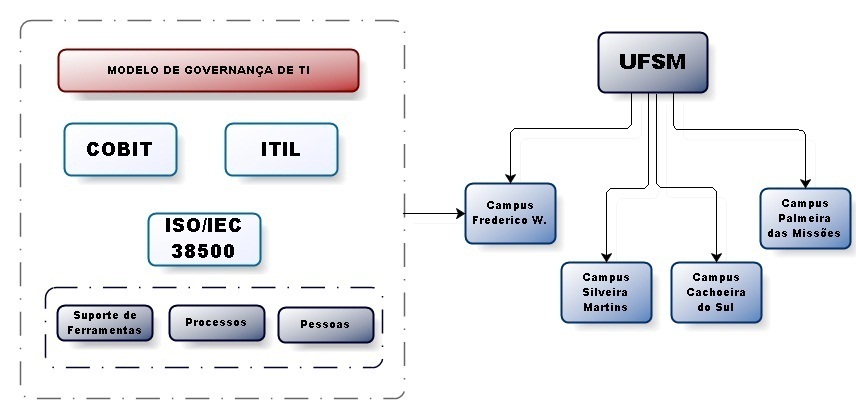 MODELO DE GOVERNANÇA DE TI
COBIT
ITIL
ISO/IEC
38500
Suporte de
Ferramentas
Processos
Pessoas
UFSM
Campus
Frederico W.
Campus
Silveira
Martins
Campus
Cachoeira
do Sul
Campus
Palmeira
das Missões